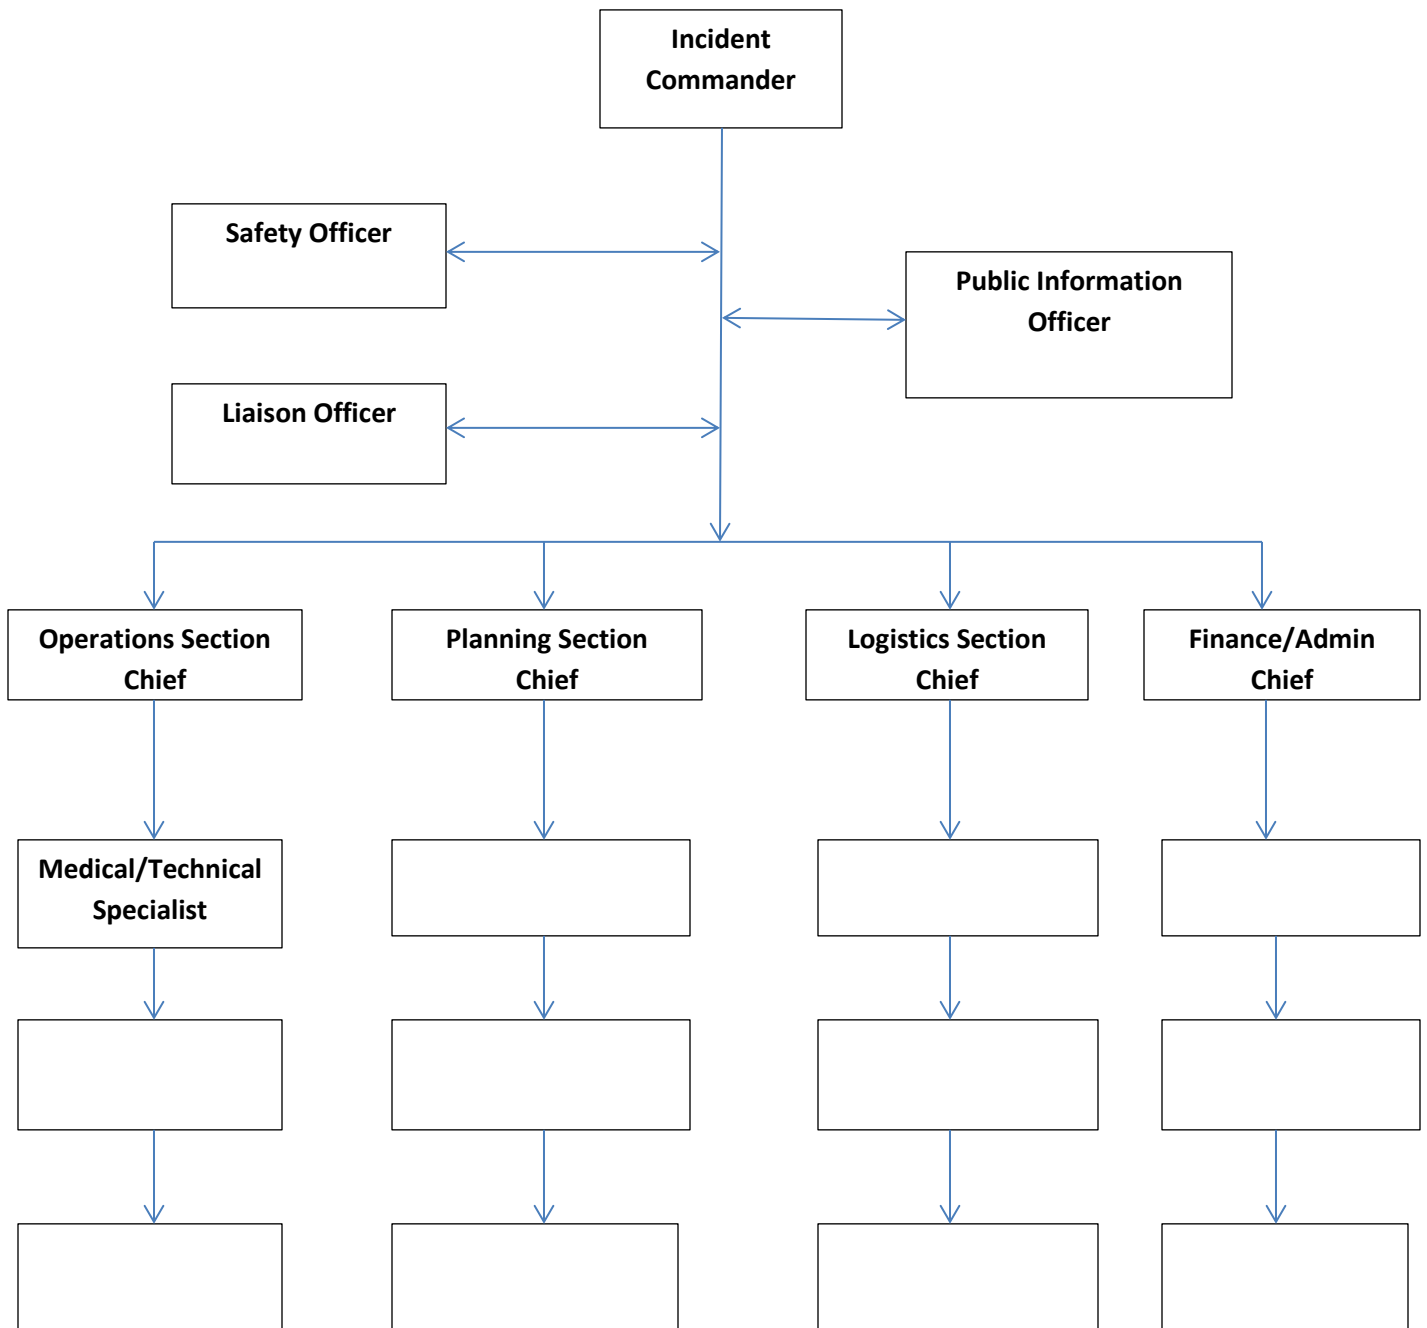 Incident
Commander
Safety Officer
Public Information
Officer
Liaison Officer
Operations Section
Chief
Planning Section
Chief
Logistics Section
Chief
Finance/Admin
Chief
Medical/Technical
Specialist